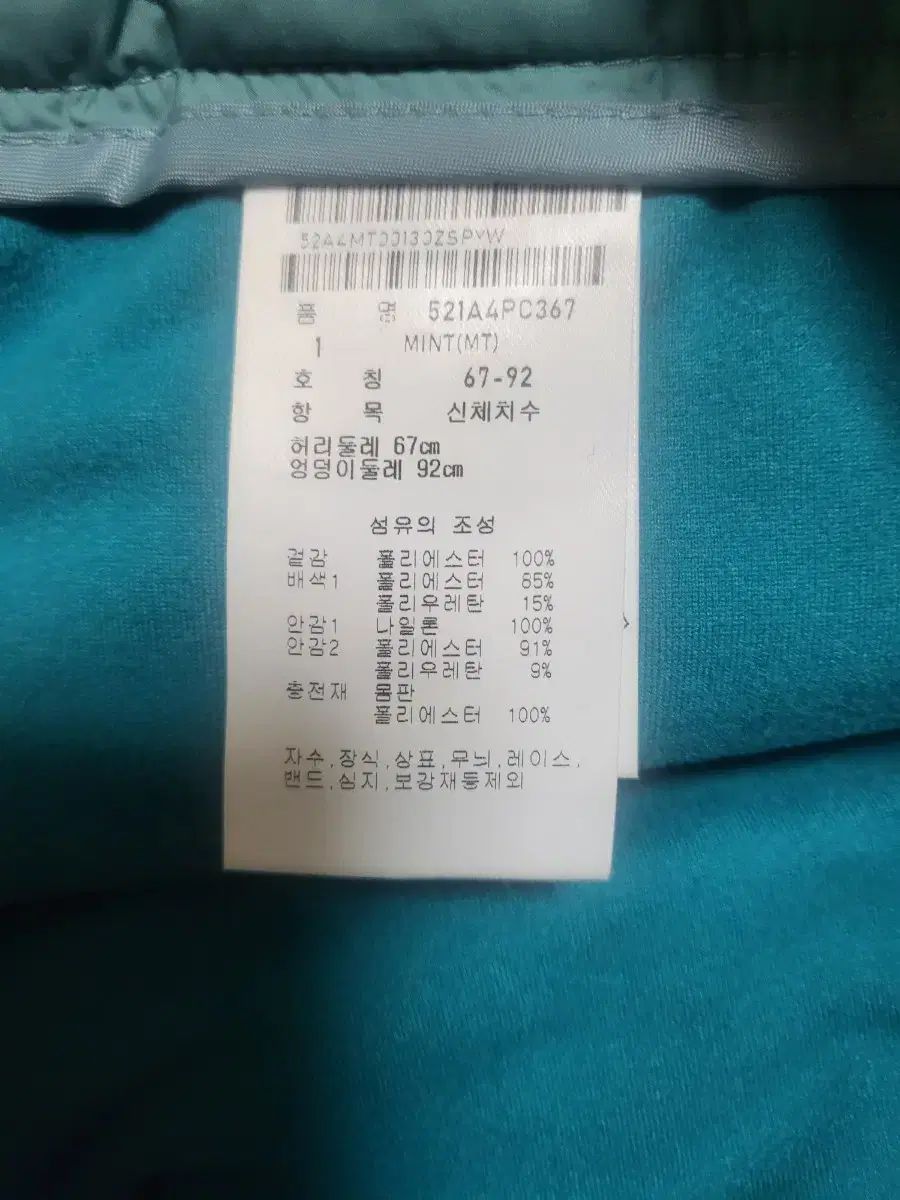 52A4MT00130ZSPYW
품 명 521A4PC367
1 MINT(MT)
호 칭 67-92
항 목 신체치수
허리둘레 67cm
엉덩이둘레 92cm
섬유의 조성
겉감 폴리에스터 100%
배색1 폴리에스터 85%
폴리우레탄 15%
안감1 나일론 100%
안감2 폴리에스터 91%
폴리우레탄 9%
충전재 몸판
폴리에스터 100%
자수,장식,상표,무늬,레이스,
밴드,심지,보강재등제외